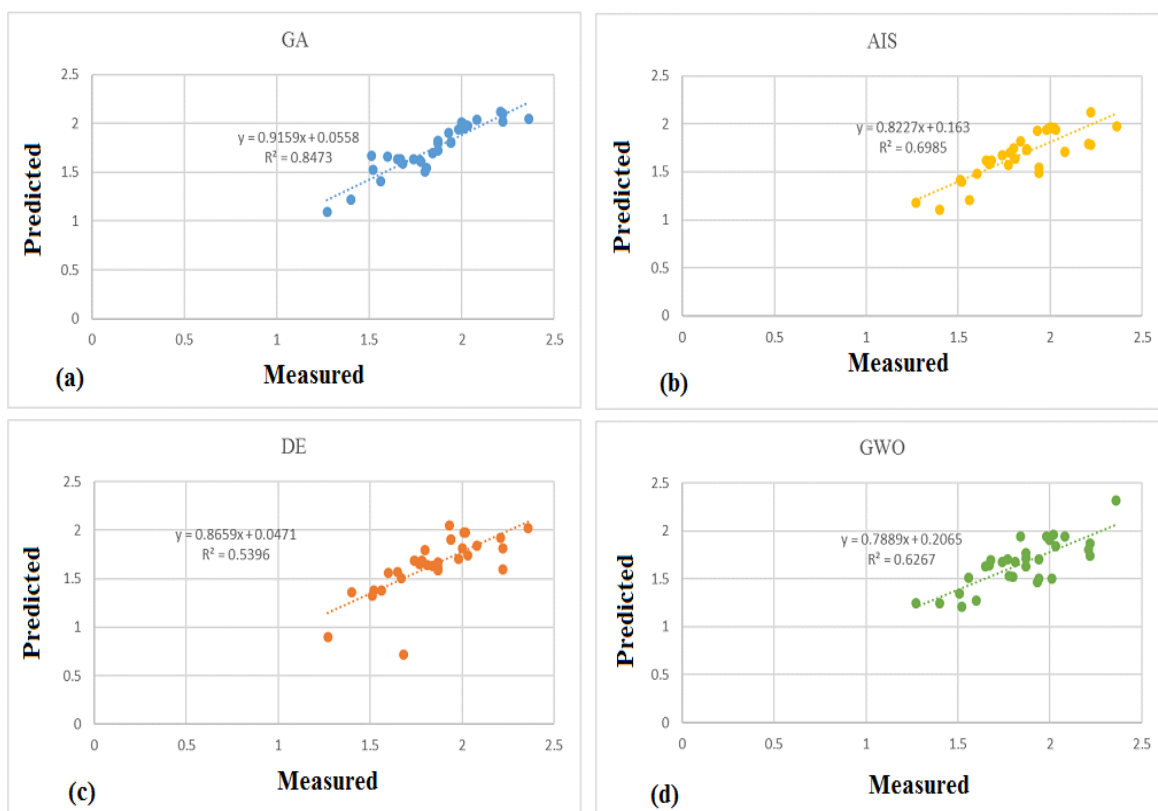 GA
2.5
2
1.5
1
0.5
0
0
0.5
1
1.5
2
2.5
y = 0.9159x + 0.0558
R² = 0.8473
Predicted
Measured
(a)
AIS
2.5
2
1.5
1
0.5
0
0
0.5
1
1.5
2
2.5
y = 0.8227x + 0.163
R² = 0.6985
Predicted
Measured
(b)
DE
2.5
2
1.5
1
0.5
0
0
0.5
1
1.5
2
2.5
y = 0.8659x + 0.0471
R² = 0.5396
Predicted
Measured
(c)
GWO
2.5
2
1.5
1
0.5
0
0
0.5
1
1.5
2
2.5
y = 0.7889x + 0.2065
R² = 0.6267
Predicted
Measured
(d)